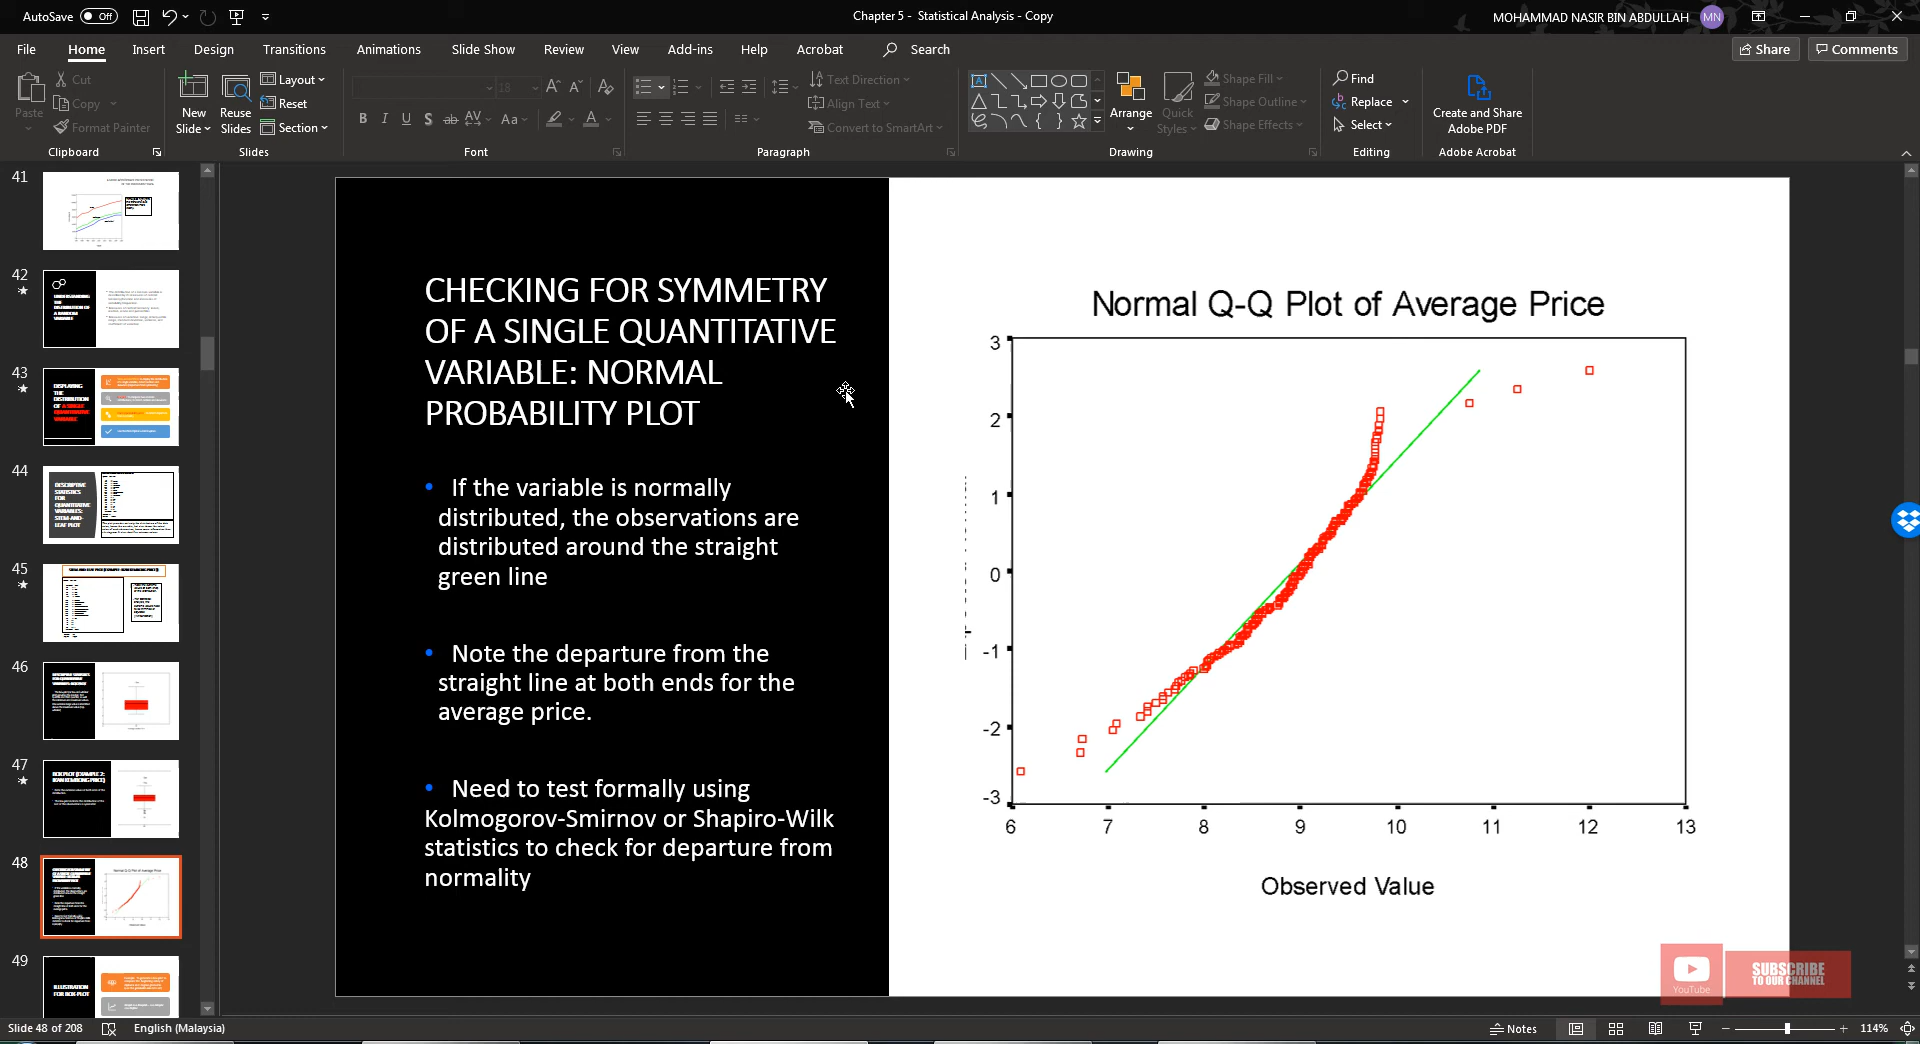 AutoSave Off
Chapter 5 - Statistical Analysis - Copy
MOHAMMAD NASIR BIN ABDULLAH MN
File Home Insert Design Transitions Animations Slide Show Review View Add-ins Help Acrobat Search
Share Comments
Paste
Cut
Copy
Format Painter
Clipboard
New Slide
Reuse Slides
Layout
Reset
Section
Slides
18
B I U S ab AV Aa A
Font
Text Direction
Align Text
Convert to SmartArt
Paragraph
Arrange
Quick Styles
Shape Fill
Shape Outline
Shape Effects
Drawing
Find
Replace
Select
Editing
Create and Share
Adobe PDF
Adobe Acrobat
41
42
43
44
45
46
47
48
49
CHECKING FOR SYMMETRY
OF A SINGLE QUANTITATIVE
VARIABLE: NORMAL
PROBABILITY PLOT
• If the variable is normally
distributed, the observations are
distributed around the straight
green line
• Note the departure from the
straight line at both ends for the
average price.
• Need to test formally using
Kolmogorov-Smirnov or Shapiro-Wilk
statistics to check for departure from
normality
Normal Q-Q Plot of Average Price
3
2
1
0
-1
-2
-3
6 7 8 9 10 11 12 13
Observed Value
YouTube
SUBSCRIBE
TO OUR CHANNEL
Slide 48 of 208
English (Malaysia)
Notes
114%